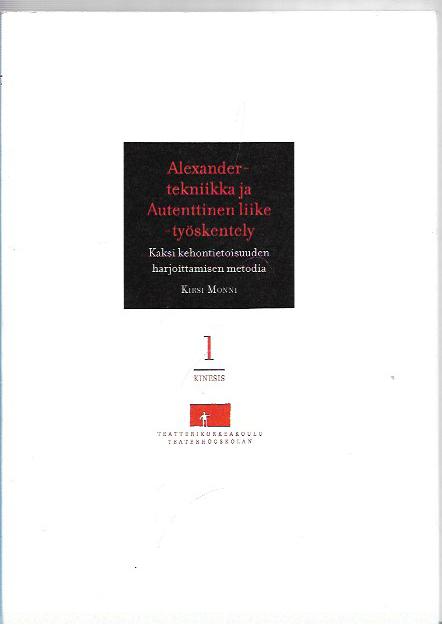 Alexander-
tekniikka ja
Autenttinen liike
-työskentely
Kaksi kehontietoisuuden
harjoittamisen metodia
Kirsi Monni
1
KINESIS
TEATTERIKORKEAKOULU
TEATERHÖGSKOLAN